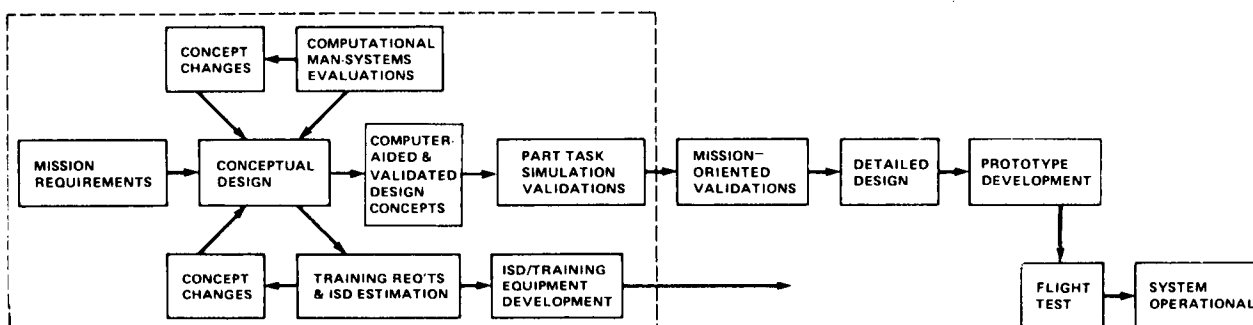 CONCEPT
CHANGES
COMPUTATIONAL
MAN-SYSTEMS
EVALUATIONS
MISSION
REQUIREMENTS
CONCEPTUAL
DESIGN
COMPUTER-
AIDED &
VALIDATED
DESIGN
CONCEPTS
PART TASK
SIMULATION
VALIDATIONS
MISSION—
ORIENTED
VALIDATIONS
DETAILED
DESIGN
PROTOTYPE
DEVELOPMENT
CONCEPT
CHANGES
TRAINING REQ'TS
& ISD ESTIMATION
ISD/TRAINING
EQUIPMENT
DEVELOPMENT
FLIGHT
TEST
SYSTEM
OPERATIONAL